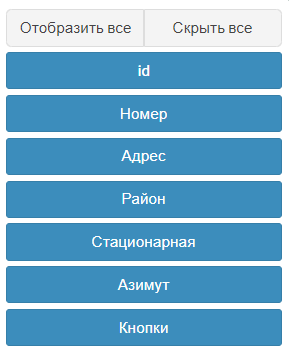 Отобразить все Скрыть все
id
Номер
Адрес
Район
Стационарная
Азимут
Кнопки